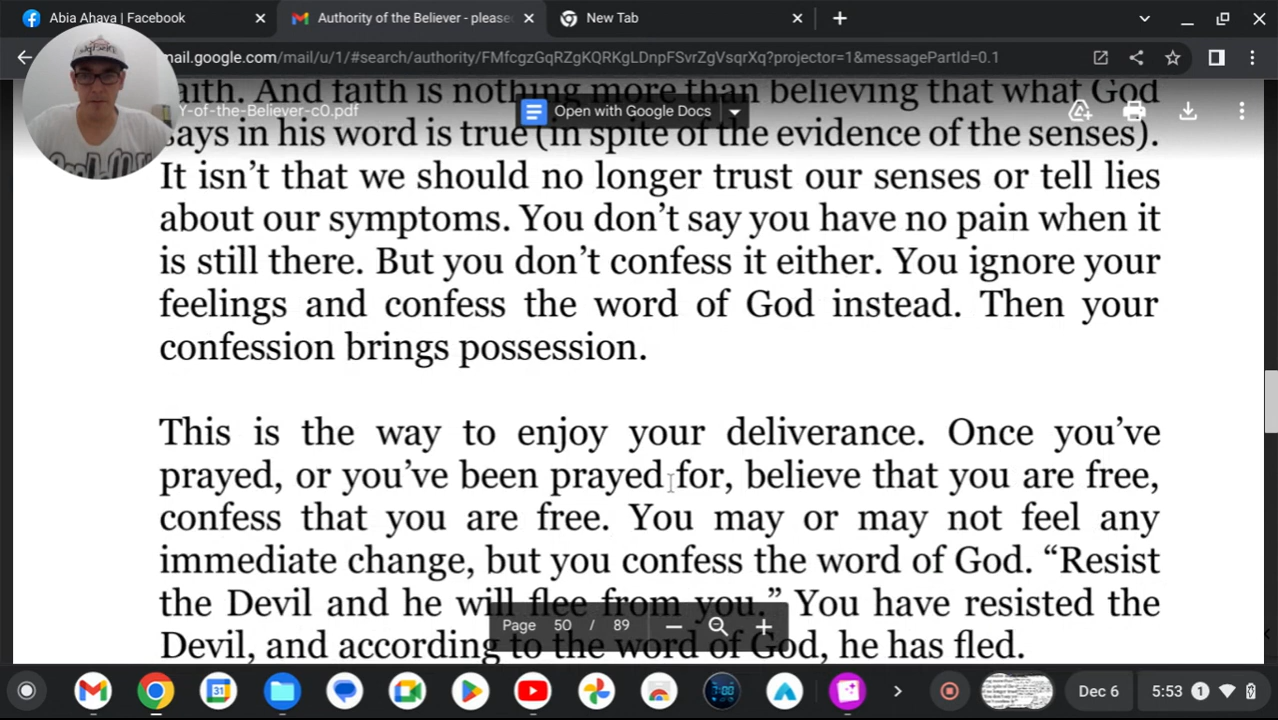 Abia Ahava | Facebook
Authority of the Believer - please
New Tab
mail.google.com/mail/u/1/#search/authority/FMfcgzGqRZgKQRKgLDnpFSvrZgVsqrXq?projector=1&messagePartId=0.1
Y-of-the-Believer-c0.pdf
Open with Google Docs
faith. And faith is nothing more than believing that what God
says in his word is true (in spite of the evidence of the senses).
It isn’t that we should no longer trust our senses or tell lies
about our symptoms. You don’t say you have no pain when it
is still there. But you don’t confess it either. You ignore your
feelings and confess the word of God instead. Then your
confession brings possession.
This is the way to enjoy your deliverance. Once you’ve
prayed, or you’ve been prayed for, believe that you are free,
confess that you are free. You may or may not feel any
immediate change, but you confess the word of God. “Resist
the Devil and he will flee from you.” You have resisted the
Devil, and according to the word of God, he has fled.
Page 50 / 89
31
7:00
Dec 6
5:53
1